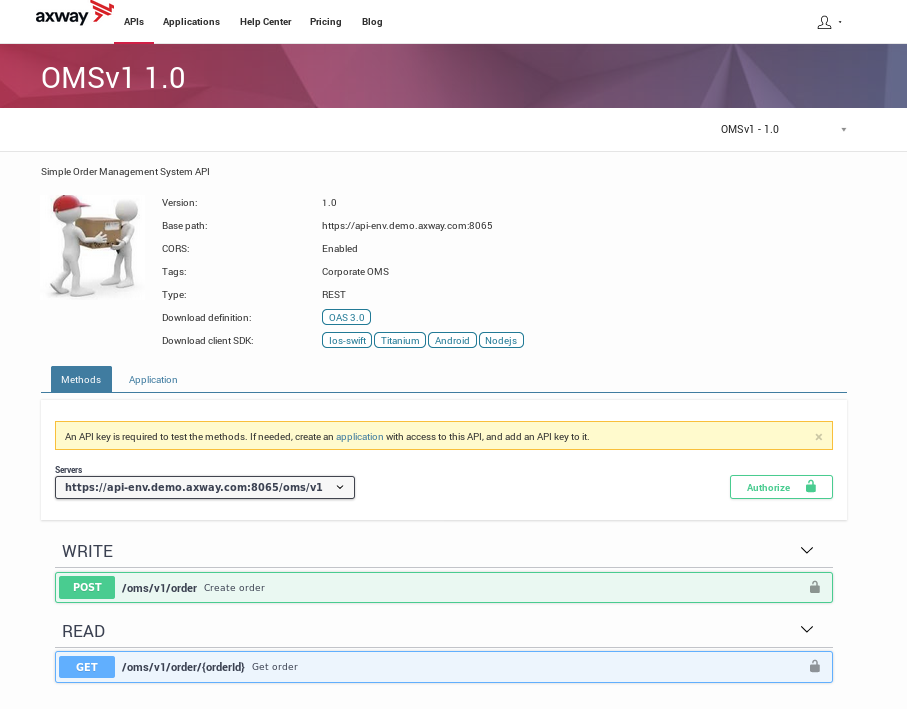 axway APIs Applications Help Center Pricing Blog
OMSv1 1.0
OMSv1 - 1.0
Simple Order Management System API
Version: 1.0
Base path: https://api-env.demo.axway.com:8065
CORS: Enabled
Tags: Corporate OMS
Type: REST
Download definition: OAS 3.0
Download client SDK: Ios-swift Titanium Android Nodejs
Methods Application
An API key is required to test the methods. If needed, create an application with access to this API, and add an API key to it. ×
Servers
https://api-env.demo.axway.com:8065/oms/v1
Authorize
WRITE
POST /oms/v1/order Create order
READ
GET /oms/v1/order/{orderId} Get order